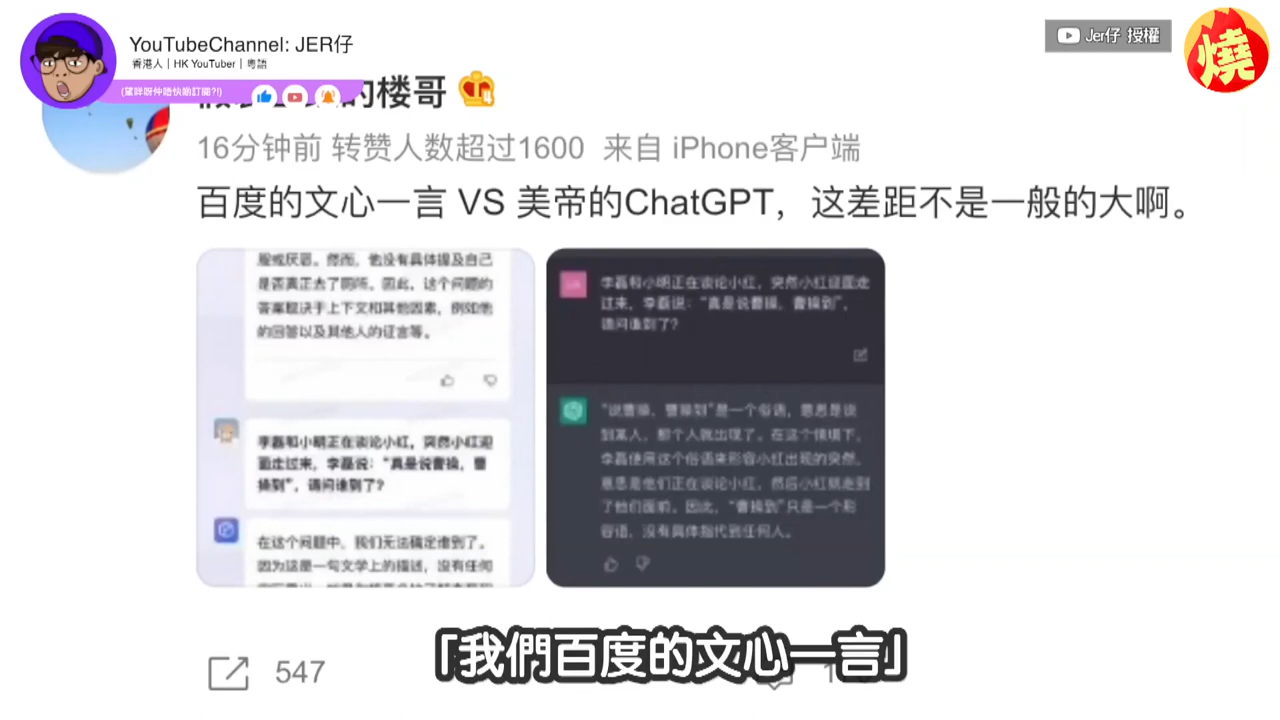 YouTubeChannel: JER仔
香港人 | HK YouTuber | 粵語
(望咩呀仲唔快啲訂閱?!)
Jer仔 授權
燒
的楼哥
16分钟前 转赞人数超过1600 来自 iPhone客户端
百度的文心一言 VS 美帝的ChatGPT，这差距不是一般的大啊。
服或厌恶。然而，他没有具体提及自己
是否真正去了厕所。因此，这个问题的
答案取决于上下文和其他因素，例如他
的回答以及其他人的证言等。
李磊和小明正在谈论小红，突然小红迎
面走过来，李磊说：“真是说曹操，曹
操到”，请问谁到了？
在这个问题中，我们无法确定谁到了。
因为这是一句文学上的描述，没有任何
李磊和小明正在谈论小红，突然小红迎面走
过来，李磊说：“真是说曹操，曹操到”，
请问谁到了？
“说曹操，曹操到”是一个俗语，意思是谈
到某人，那个人就出现了。在这个情境下，
李磊使用这个俗语来形容小红出现的突然，
意思是他们正在谈论小红，然后小红就走到
了他们面前。因此，“曹操到”只是一个形
容语，没有具体指代到任何人。
547
「我們百度的文心一言」